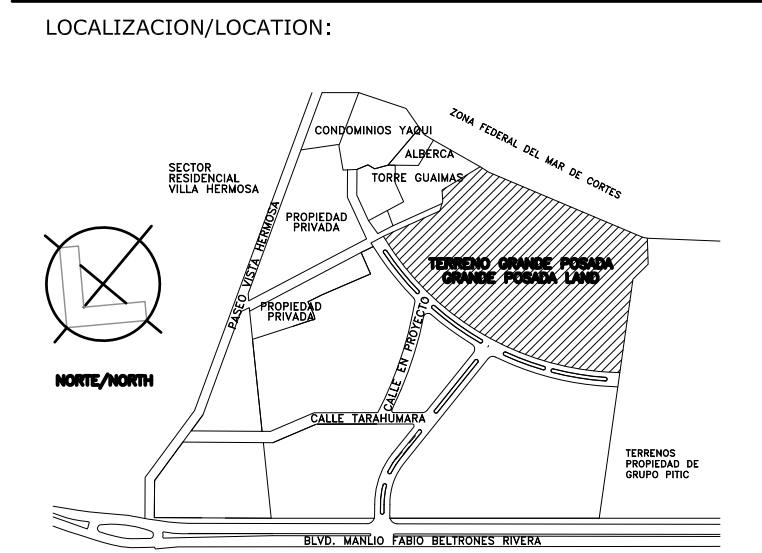 LOCALIZACION/LOCATION:
ZONA FEDERAL DEL MAR DE CORTES
CONDOMINIOS YAQUI
ALBERCA
SECTOR
RESIDENCIAL
VILLA HERMOSA
TORRE GUAIMAS
PROPIEDAD
PRIVADA
PASEO VISTA HERMOSA
TERRENO GRANDE POSADA
GRANDE POSADA LAND
PROPIEDAD
PRIVADA
CALLE EN PROYECTO
NORTE/NORTH
CALLE TARAHUMARA
TERRENOS
PROPIEDAD DE
GRUPO PITIC
BLVD. MANLIO FABIO BELTRONES RIVERA